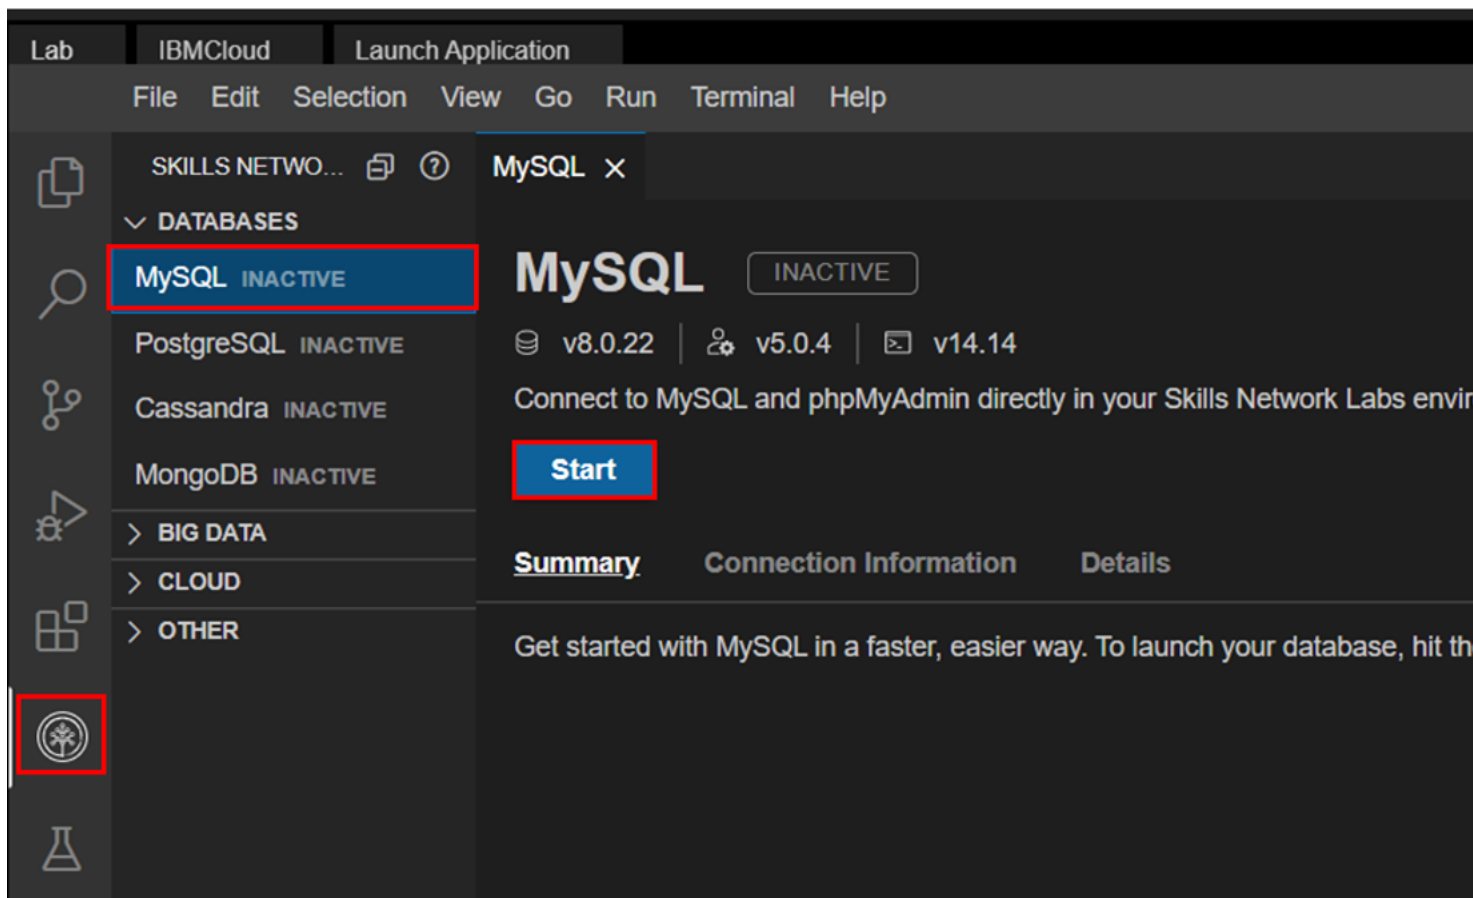 Lab IBMCloud Launch Application
File Edit Selection View Go Run Terminal Help
SKILLS NETWO...
DATABASES
MySQL INACTIVE
PostgreSQL INACTIVE
Cassandra INACTIVE
MongoDB INACTIVE
BIG DATA
CLOUD
OTHER
MySQL
MySQL INACTIVE
v8.0.22 v5.0.4 v14.14
Connect to MySQL and phpMyAdmin directly in your Skills Network Labs
Start
Summary Connection Information Details
Get started with MySQL in a faster, easier way. To launch your database, hit